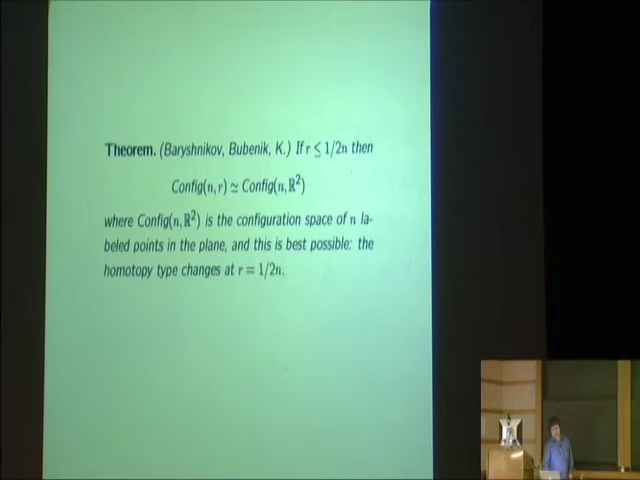 Theorem. (Baryshnikov, Bubenik, K.) If r ≤ 1/2n then
Config(n, r) ≃ Config(n, ℝ²)
where Config(n, ℝ²) is the configuration space of n la-
beled points in the plane, and this is best possible: the
homotopy type changes at r = 1/2n.